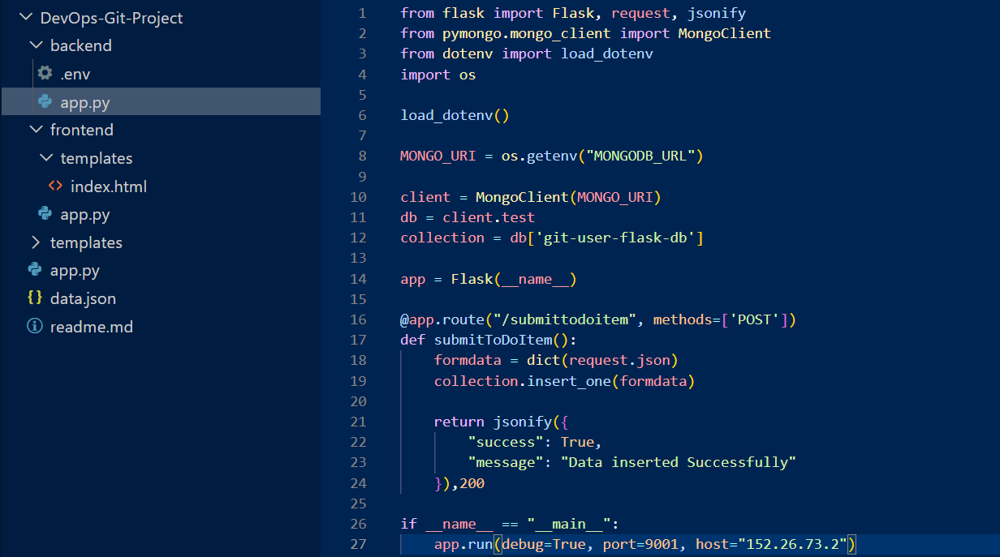 DevOps-Git-Project
backend
.env
app.py
frontend
templates
index.html
app.py
templates
app.py
data.json
readme.md
1 from flask import Flask, request, jsonify
2 from pymongo.mongo_client import MongoClient
3 from dotenv import load_dotenv
4 import os
5
6 load_dotenv()
7
8 MONGO_URI = os.getenv("MONGODB_URL")
9
10 client = MongoClient(MONGO_URI)
11 db = client.test
12 collection = db['git-user-flask-db']
13
14 app = Flask(__name__)
15
16 @app.route("/submittodoitem", methods=['POST'])
17 def submitToDoItem():
18     formdata = dict(request.json)
19     collection.insert_one(formdata)
20
21     return jsonify({
22         "success": True,
23         "message": "Data inserted Successfully"
24     }),200
25
26 if __name__ == "__main__":
27     app.run(debug=True, port=9001, host="152.26.73.2")